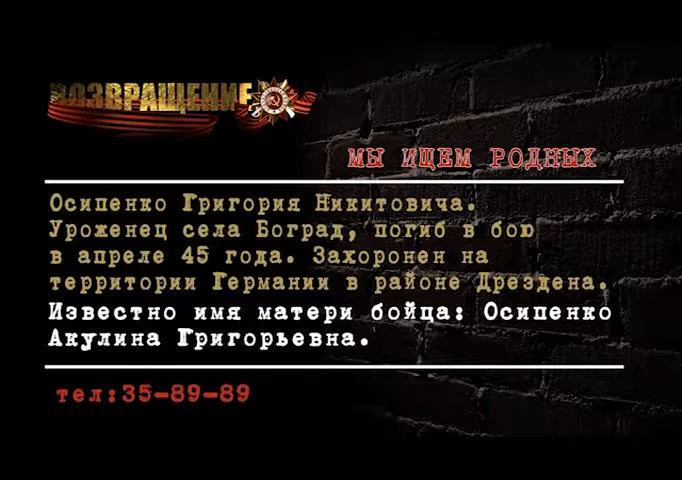 ВОЗВРАЩЕНИЕ
МЫ ИЩЕМ РОДНЫХ
Осипенко Григория Никитовича.
Уроженец села Боград, погиб в бою
в апреле 45 года. Захоронен на
территории Германии в районе Дрездена.
Известно имя матери бойца: Осипенко
Акулина Григорьевна.
тел:35-89-89